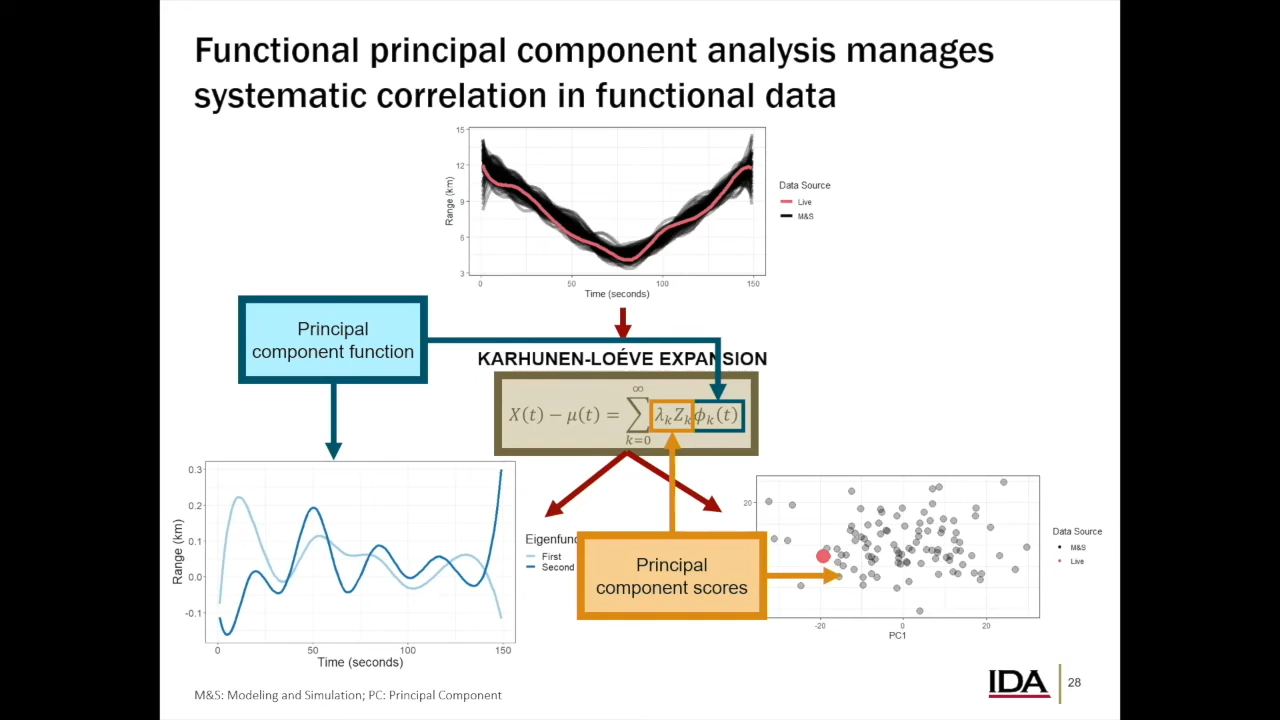 Functional principal component analysis manages
systematic correlation in functional data
15
12
9
6
3
Range (km)
0 50 100 150
Time (seconds)
Data Source
Live
M&S
Principal
component function
KARHUNEN-LOÉVE EXPANSION
X(t) − μ(t) = ∑ λₖZₖϕₖ(t)
∞
k=0
0.3
0.2
0.1
0.0
-0.1
Range (km)
0 50 100 150
Time (seconds)
Eigenfunc
First
Second
Principal
component scores
20
-20 0 20
PC1
Data Source
M&S
Live
M&S: Modeling and Simulation; PC: Principal Component
IDA
28